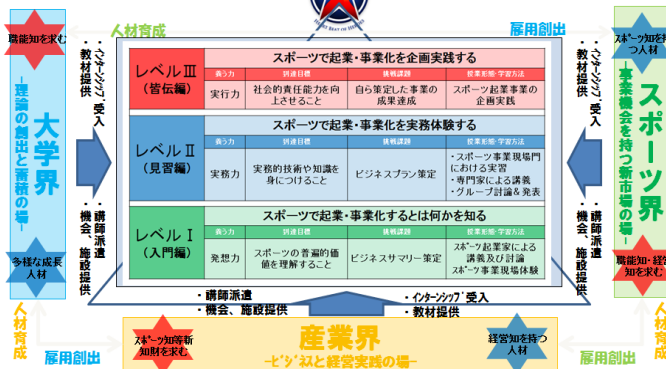 人材育成
雇用創出
職能知を求む
スポーツ知を持つ人材
・インターンシップ受入
・教材提供
・講師派遣
・機会、施設提供
大学界
−理論の創出と蓄積の場−
多様な成長
人材
レベルⅢ
(皆伝編)
スポーツで起業・事業化を企画実践する
養う力
到達目標
挑戦課題
授業形態・学習方法
実行力
社会的責任能力を向
上させること
自ら策定した事業の
成果達成
スポーツ起業事業の
企画実践
レベルⅡ
(見習編)
スポーツで起業・事業化を実務体験する
養う力
到達目標
挑戦課題
授業形態・学習方法
実務力
実務的技術や知識を
身につけること
ビジネスプラン策定
・スポーツ事業現場門
における実習
・専門家による講義
・グループ討論&発表
レベルⅠ
(入門編)
スポーツで起業・事業化するとは何かを知る
養う力
到達目標
挑戦課題
授業形態・学習方法
発想力
スポーツの普遍的価
値を理解すること
ビジネスサマリー策定
スポーツ起業家による
講義及び討論
スポーツ事業現場体験
・インターンシップ受入
・教材提供
・講師派遣
・機会、施設提供
スポーツ界
−事業機会を持つ新市場の場−
職能知・経営
知を求む
・講師派遣
・機会、施設提供
・インターンシップ受入
・教材提供
人材育成
雇用創出
スポーツ知等新
知財を求む
産業界
−ビジネスと経営実践の場−
経営知を持つ
人材
雇用創出